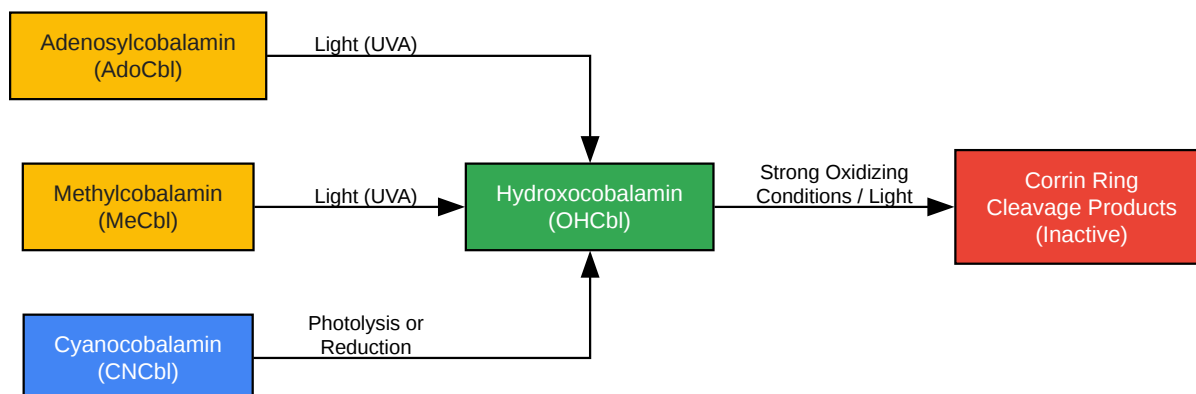 Adenosylcobalamin
(AdoCbl)
Light (UVA)
Methylcobalamin
(MeCbl)
Light (UVA)
Hydroxocobalamin
(OHCbl)
Strong Oxidizing
Conditions / Light
Corrin Ring
Cleavage Products
(Inactive)
Cyanocobalamin
(CNCbl)
Photolysis or
Reduction